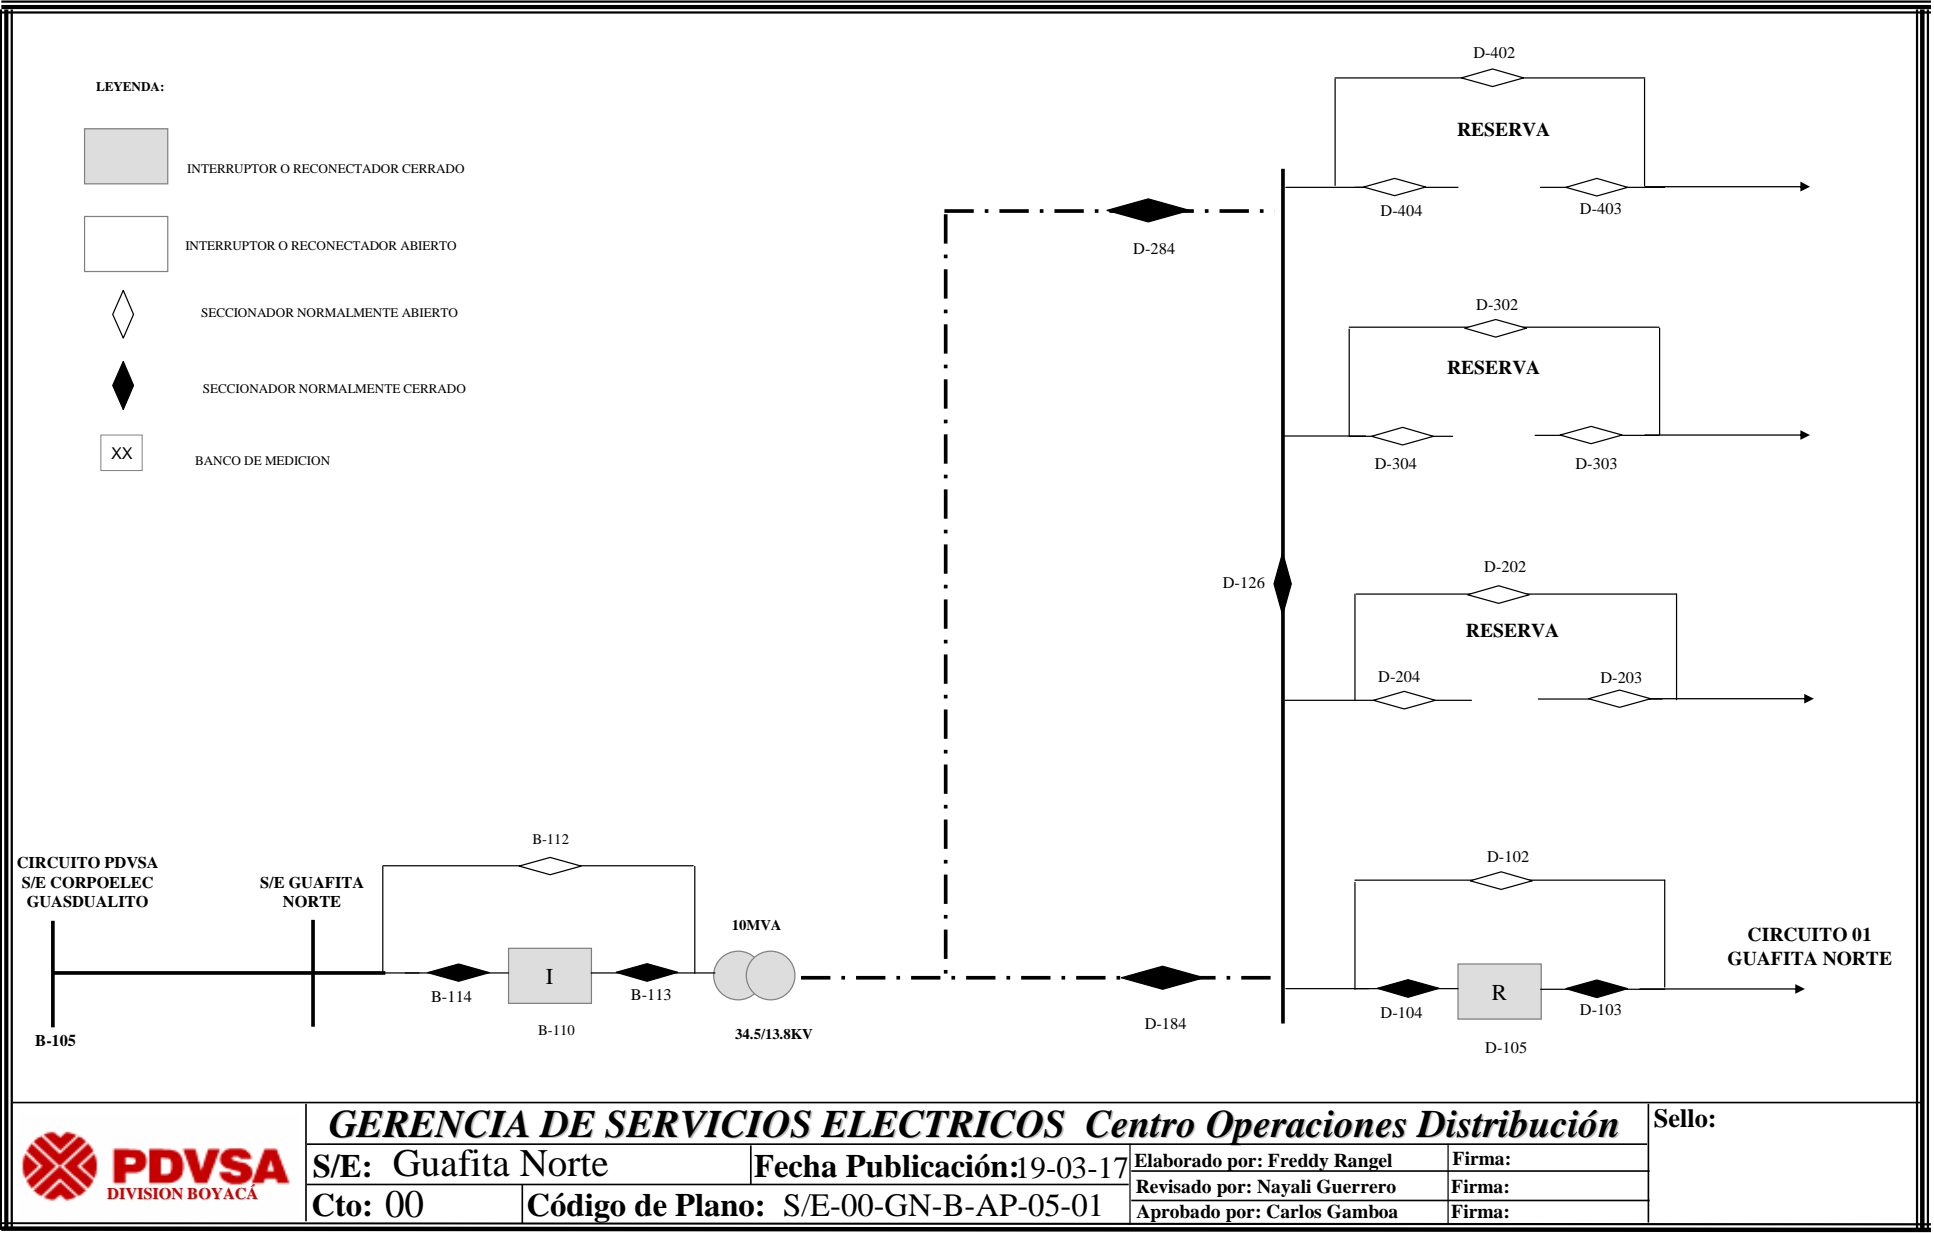 LEYENDA:
INTERRUPTOR O RECONECTADOR CERRADO
INTERRUPTOR O RECONECTADOR ABIERTO
SECCIONADOR NORMALMENTE ABIERTO
SECCIONADOR NORMALMENTE CERRADO
XX
BANCO DE MEDICION
D-402
RESERVA
D-404
D-403
D-284
D-302
RESERVA
D-304
D-303
D-126
D-202
RESERVA
D-204
D-203
B-112
CIRCUITO PDVSA
S/E CORPOELEC
GUASDUALITO
S/E GUAFITA
NORTE
B-105
B-114
I
B-110
B-113
10MVA
34.5/13.8KV
D-184
D-102
D-104
R
D-105
D-103
CIRCUITO 01
GUAFITA NORTE
PDVSA
DIVISION BOYACÁ
GERENCIA DE SERVICIOS ELECTRICOS Centro Operaciones Distribución
S/E: Guafita Norte
Fecha Publicación:19-03-17
Cto: 00
Código de Plano: S/E-00-GN-B-AP-05-01
Elaborado por: Freddy Rangel
Firma:
Revisado por: Nayali Guerrero
Firma:
Aprobado por: Carlos Gamboa
Firma:
Sello: